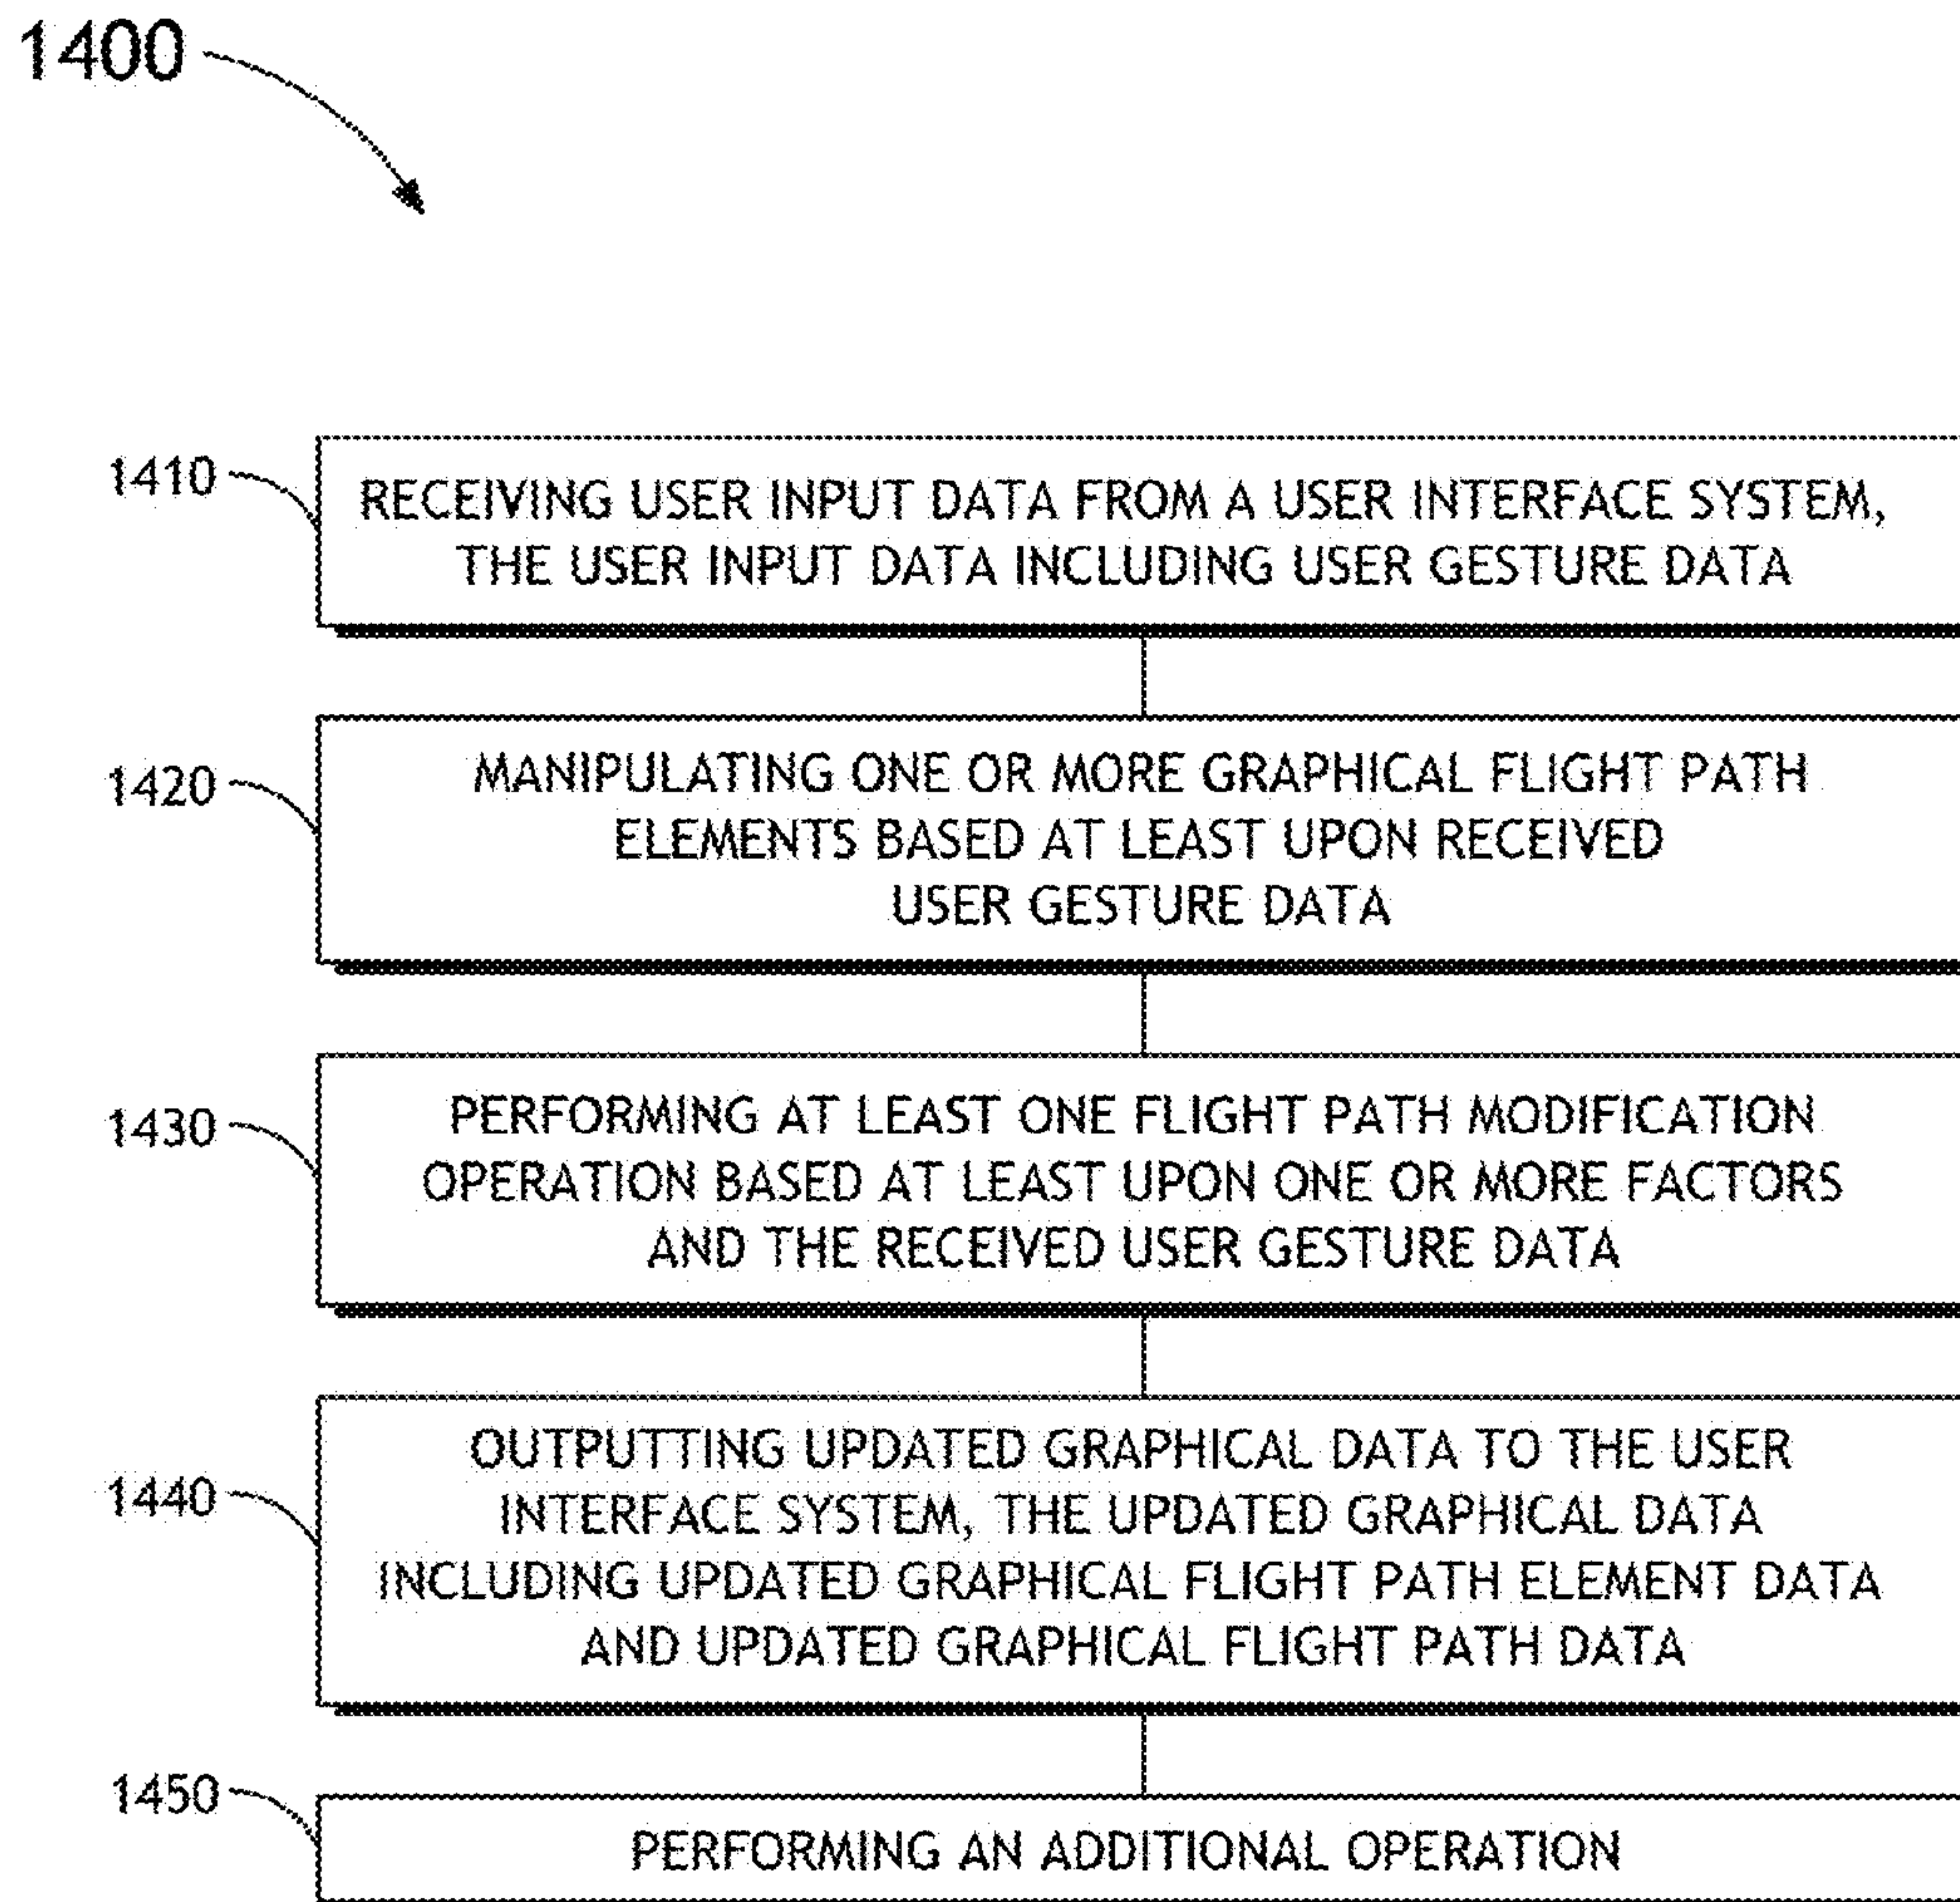 1400
1410
RECEIVING USER INPUT DATA FROM A USER INTERFACE SYSTEM,
THE USER INPUT DATA INCLUDING USER GESTURE DATA
1420
MANIPULATING ONE OR MORE GRAPHICAL FLIGHT PATH
ELEMENTS BASED AT LEAST UPON RECEIVED
USER GESTURE DATA
1430
PERFORMING AT LEAST ONE FLIGHT PATH MODIFICATION
OPERATION BASED AT LEAST UPON ONE OR MORE FACTORS
AND THE RECEIVED USER GESTURE DATA
1440
OUTPUTTING UPDATED GRAPHICAL DATA TO THE USER
INTERFACE SYSTEM, THE UPDATED GRAPHICAL DATA
INCLUDING UPDATED GRAPHICAL FLIGHT PATH ELEMENT DATA
AND UPDATED GRAPHICAL FLIGHT PATH DATA
1450
PERFORMING AN ADDITIONAL OPERATION